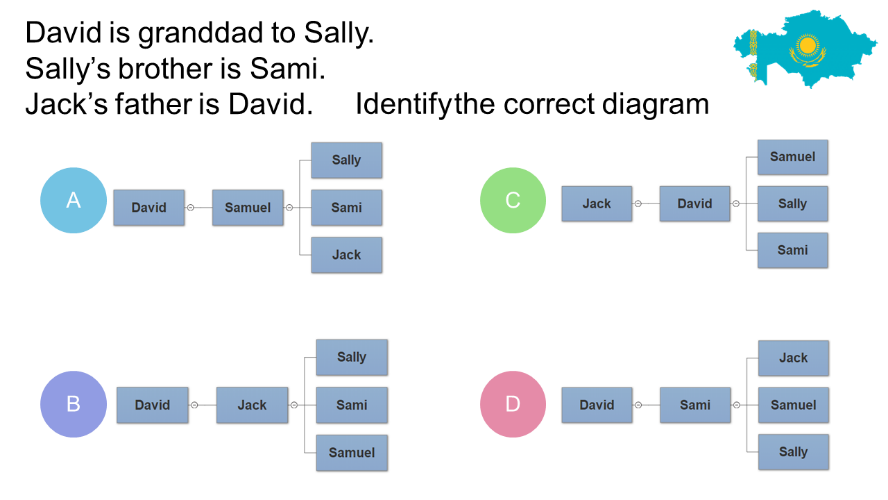 David is granddad to Sally.
Sally's brother is Sami.
Jack's father is David. Identifythe correct diagram
A
David
Samuel
Sally
Sami
Jack
C
Jack
David
Samuel
Sally
Sami
B
David
Jack
Sally
Sami
Samuel
D
David
Sami
Jack
Samuel
Sally